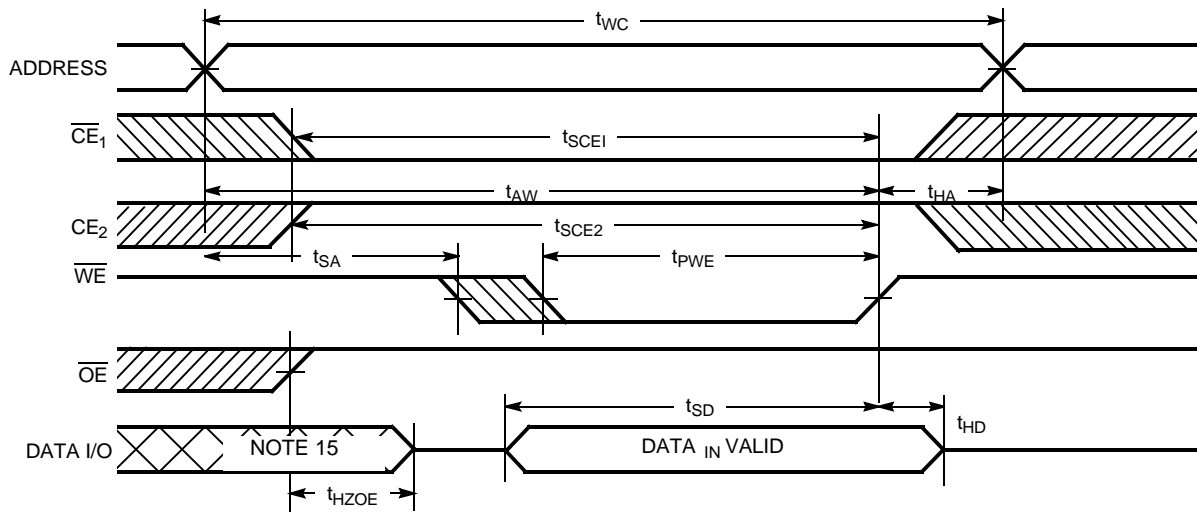 tWC
ADDRESS
CE1
tSCEI
tAW
tHA
CE2
tSCE2
tSA
tPWE
WE
OE
tSD
tHD
DATA I/O
NOTE 15
DATA IN VALID
tHZOE